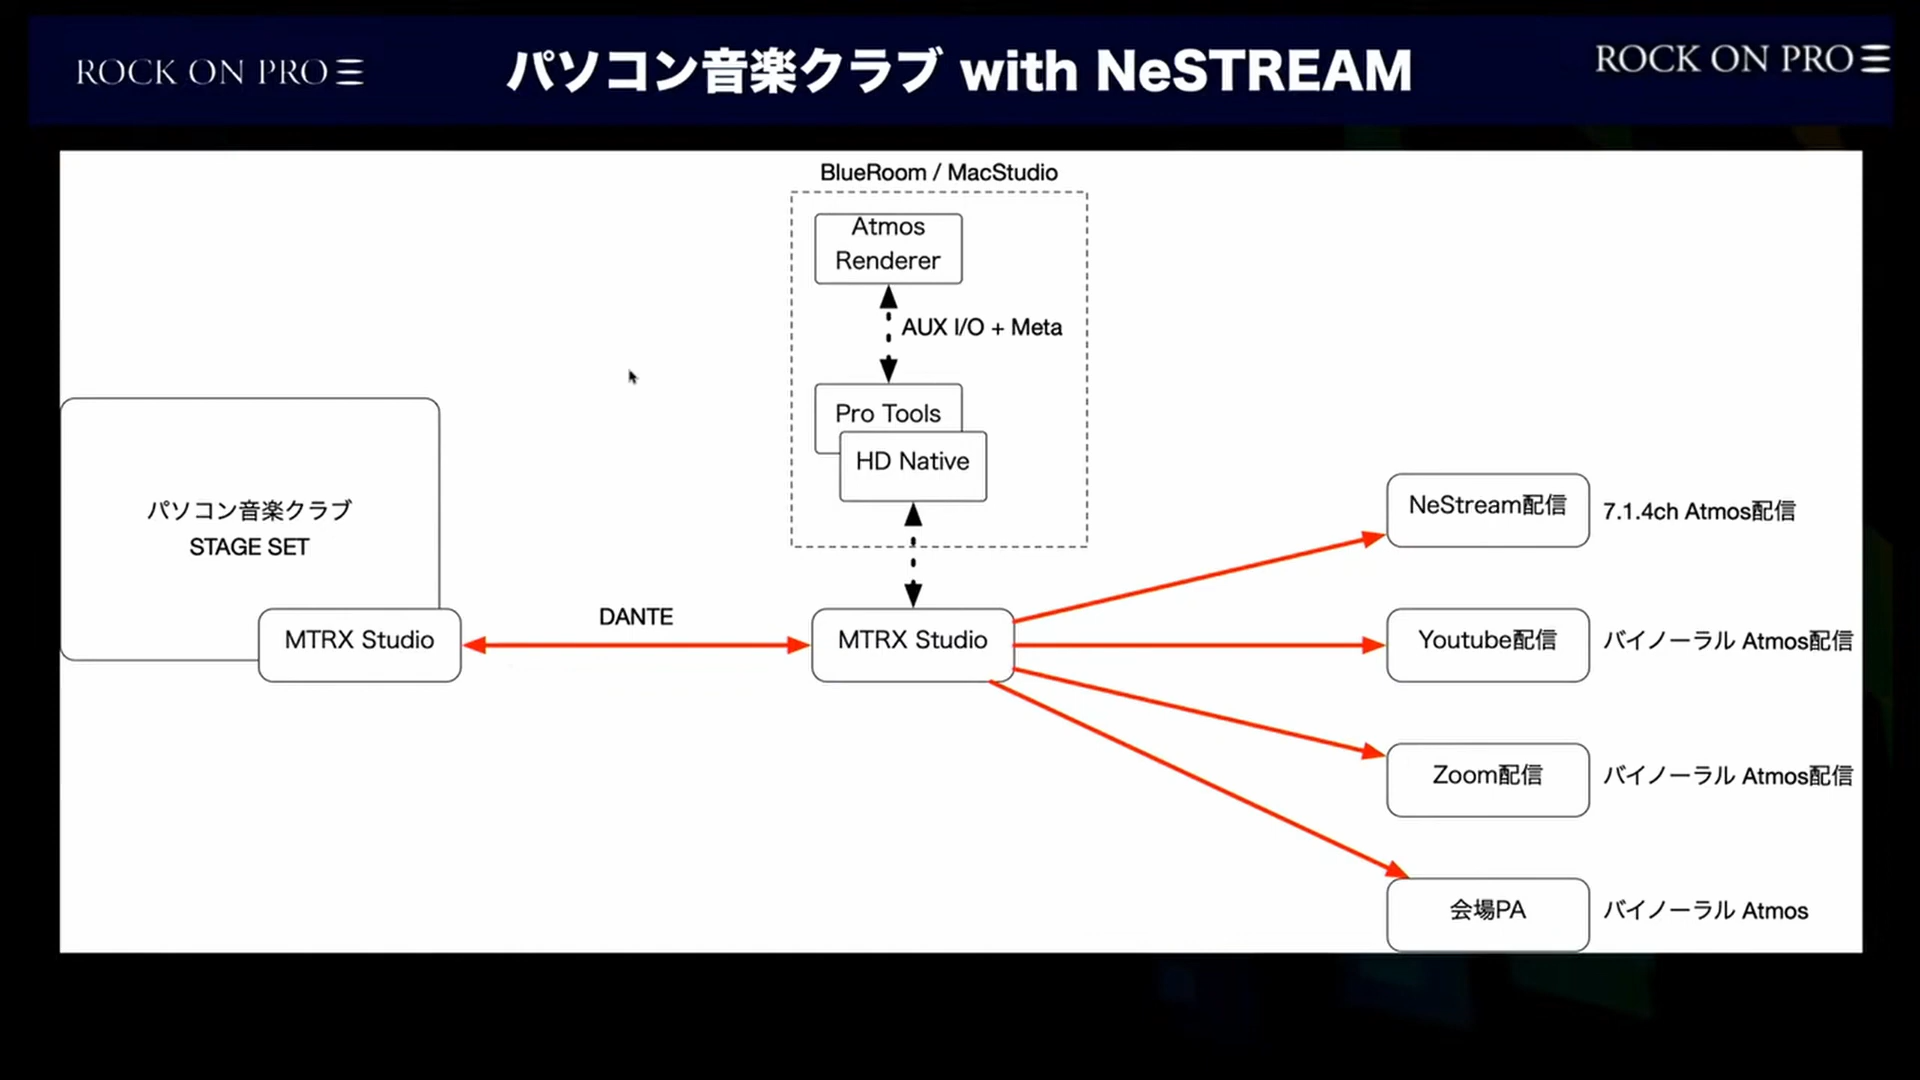 ROCK ON PRO
パソコン音楽クラブ with NeSTREAM
ROCK ON PRO
BlueRoom / MacStudio
Atmos
Renderer
AUX I/O + Meta
Pro Tools
HD Native
パソコン音楽クラブ
STAGE SET
MTRX Studio
DANTE
MTRX Studio
NeStream配信
7.1.4ch Atmos配信
Youtube配信
バイノーラル Atmos配信
Zoom配信
バイノーラル Atmos配信
会場PA
バイノーラル Atmos